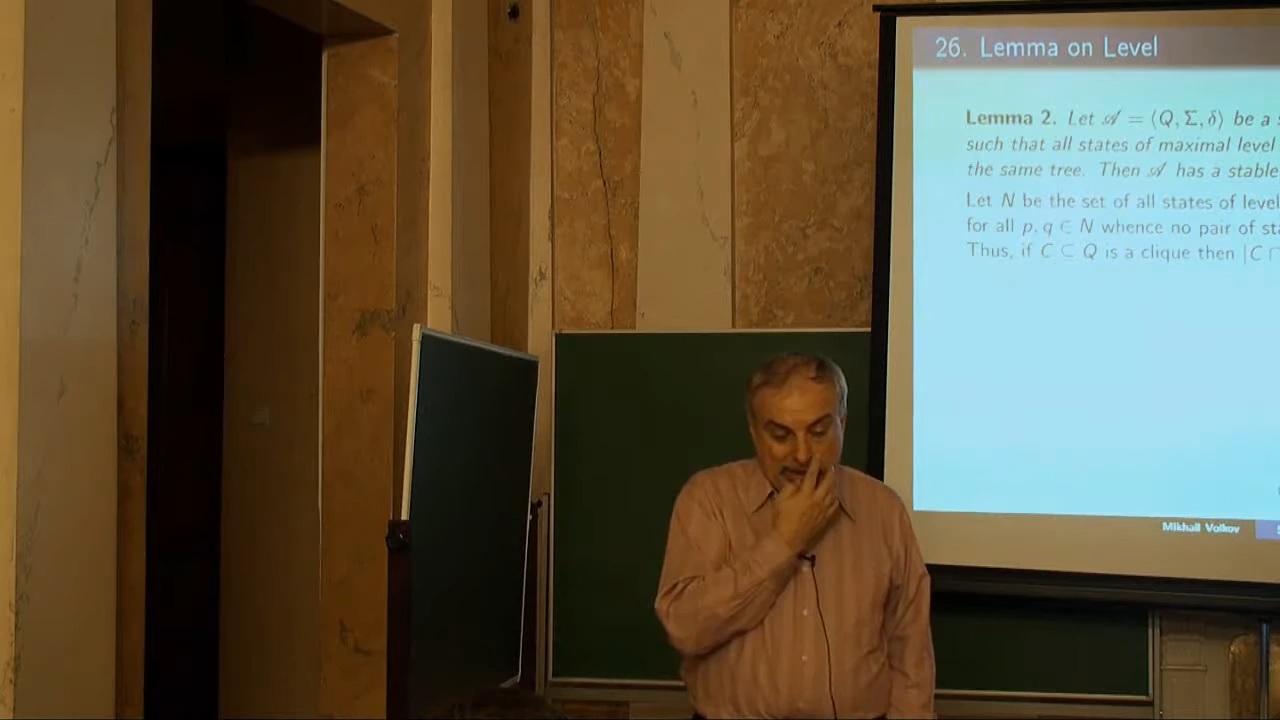 26. Lemma on Level
Lemma 2. Let 𝒜 = ⟨Q, Σ, δ⟩ be a
such that all states of maximal level
the same tree. Then 𝒜 has a stable
Let N be the set of all states of level
for all p, q ∈ N whence no pair of
Thus, if C ⊂ Q is a clique then |C ∩
Mikhail Volkov